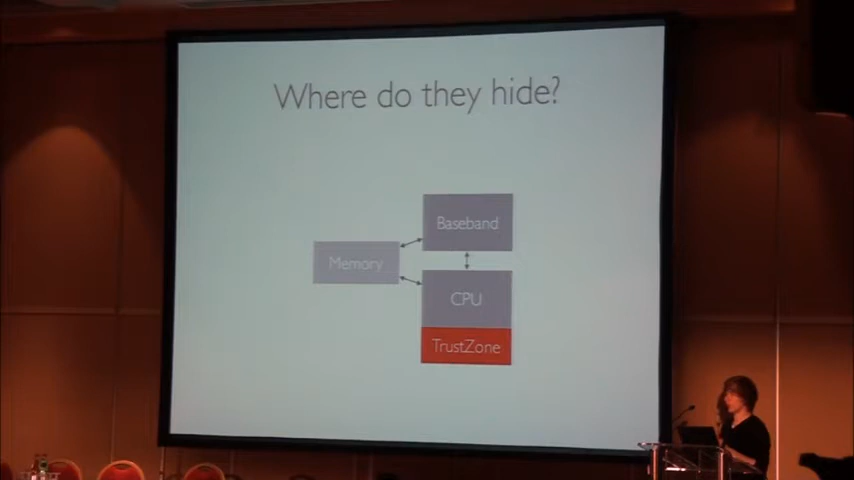 Where do they hide?
Baseband
Memory
CPU
TrustZone